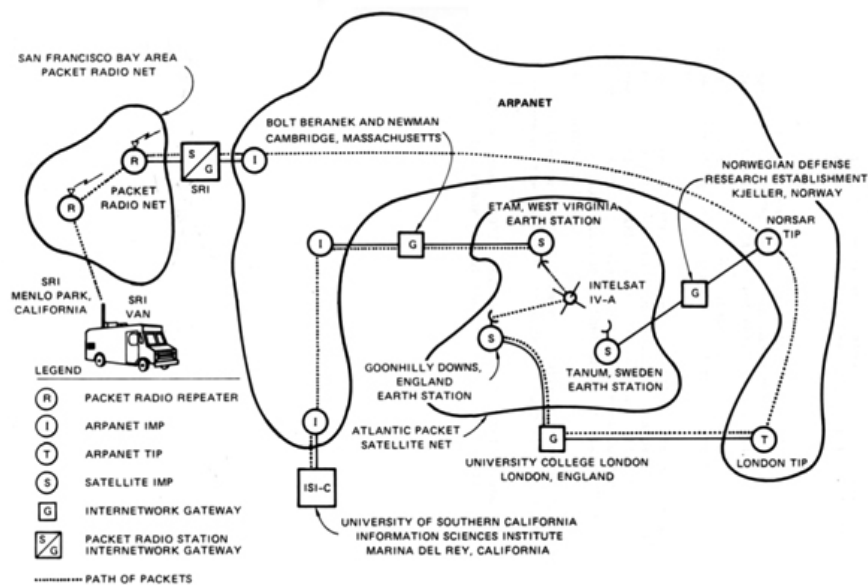 SAN FRANCISCO BAY AREA
PACKET RADIO NET
ARPANET
BOLT BERANEK AND NEWMAN
CAMBRIDGE, MASSACHUSETTS
NORWEGIAN DEFENSE
RESEARCH ESTABLISHMENT
KJELLER, NORWAY
R
S
G
I
PACKET
RADIO NET
SRI
R
ETAM, WEST VIRGINIA
EARTH STATION
NORSAR
TIP
I
G
S
T
SRI
MENLO PARK,
CALIFORNIA
SRI
VAN
INTELSAT
IV-A
G
S
S
GOONHILLY DOWNS,
ENGLAND
EARTH STATION
TANUM, SWEDEN
EARTH STATION
LEGEND
R PACKET RADIO REPEATER
I ARPANET IMP
T ARPANET TIP
S SATELLITE IMP
G INTERNETWORK GATEWAY
S
G
PACKET RADIO STATION
INTERNETWORK GATEWAY
PATH OF PACKETS
I
ATLANTIC PACKET
SATELLITE NET
G
T
UNIVERSITY COLLEGE LONDON
LONDON, ENGLAND
LONDON TIP
ISI-C
UNIVERSITY OF SOUTHERN CALIFORNIA
INFORMATION SCIENCES INSTITUTE
MARINA DEL REY, CALIFORNIA